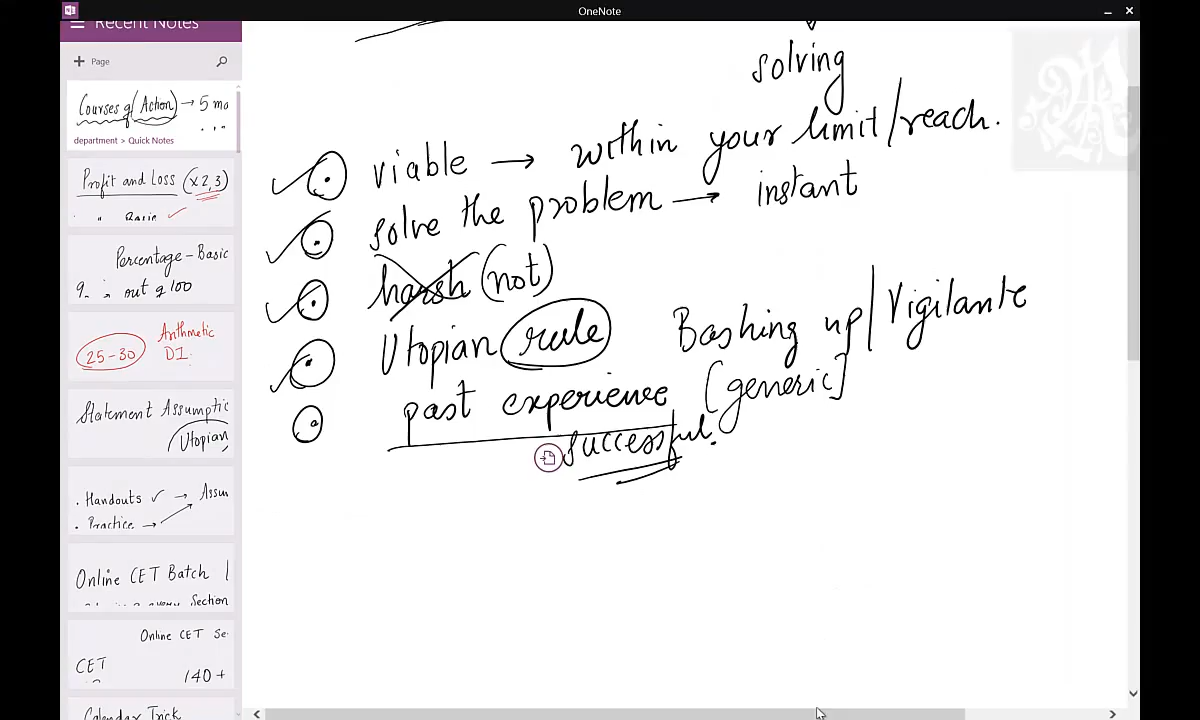 OneNote
Recent Notes
Page
Courses of (Action) → 5 ma
department > Quick Notes
Profit and Loss (x2,3)
" Basic ✓
Percentage - Basic
out of 100
Arithmetic
25-30 DI
Statement Assumptic
Utopian
. Handouts ✓ → Assu
. Practice →
Online CET Batch
Section
Online CET Se
CET
140+
Calendar Trick
solving
viable → within your limit/reach.
solve the problem → instant
harsh (not)
Utopian rule Bashing up/Vigilante
past experience [generic]
successful.